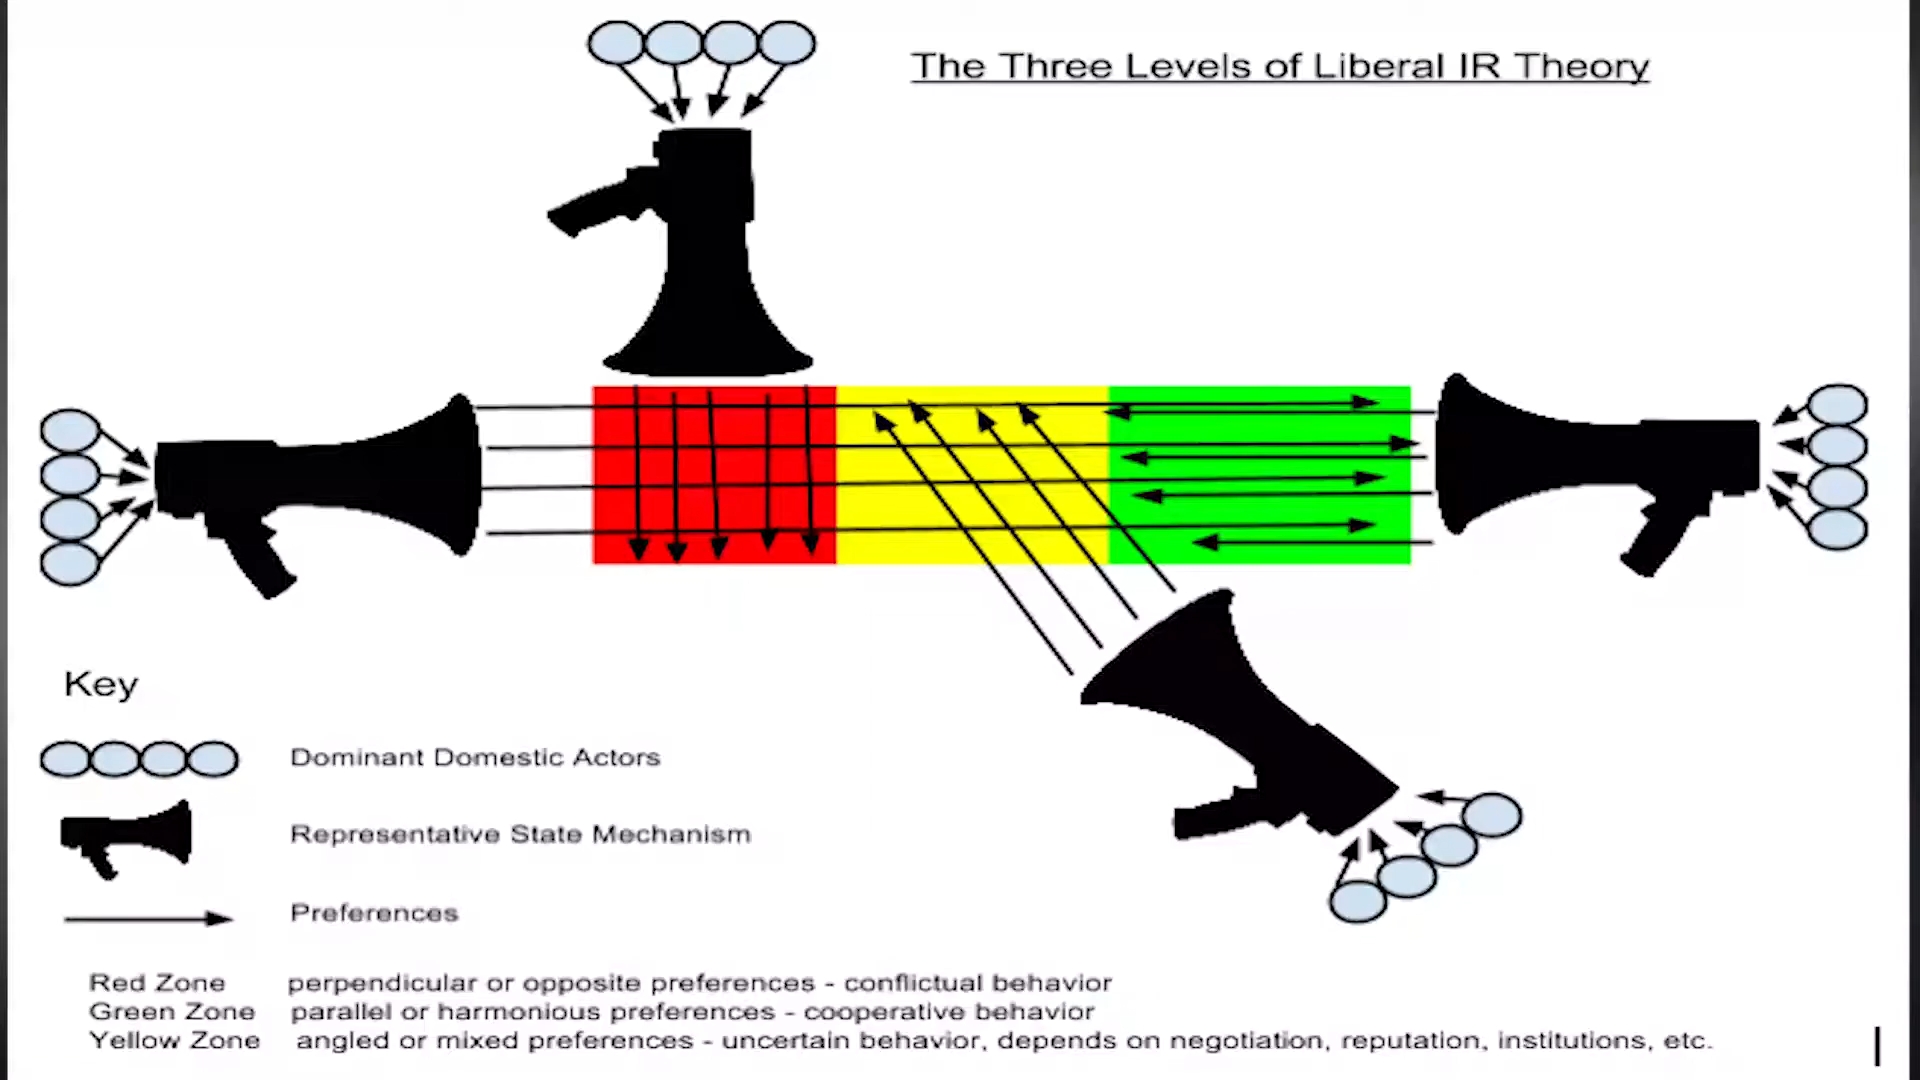 The Three Levels of Liberal IR Theory
Key
Dominant Domestic Actors
Representative State Mechanism
Preferences
Red Zone perpendicular or opposite preferences - conflictual behavior
Green Zone parallel or harmonious preferences - cooperative behavior
Yellow Zone angled or mixed preferences - uncertain behavior, depends on negotiation, reputation, institutions, etc.